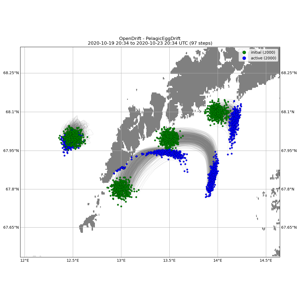 OpenDrift - PelagicEggDrift
2020-10-19 20:34 to 2020-10-23 20:34 UTC (97 steps)
initial (2000)
active (2000)
68.25°N
68.25°N
68.1°N
68.1°N
67.95°N
67.95°N
67.8°N
67.8°N
67.65°N
67.65°N
12°E
12.5°E
13°E
13.5°E
14°E
14.5°E